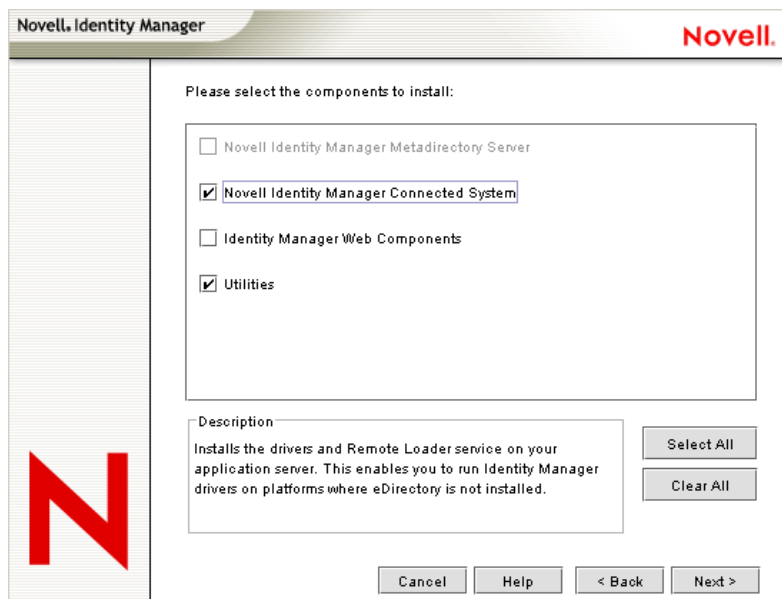 Novell. Identity Manager
Novell.
Please select the components to install:
Novell Identity Manager Metadirectory Server
Novell Identity Manager Connected System
Identity Manager Web Components
Utilities
Description
Installs the drivers and Remote Loader service on your
application server. This enables you to run Identity Manager
drivers on platforms where eDirectory is not installed.
Select All
Clear All
N
Cancel Help < Back Next >